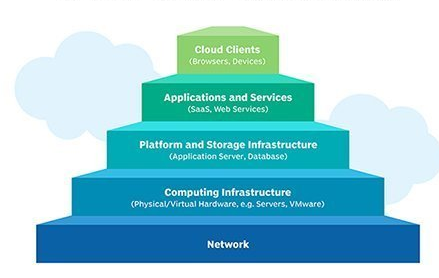 Cloud Clients
(Browsers, Devices)
Applications and Services
(SaaS, Web Services)
Platform and Storage Infrastructure
(Application Server, Database)
Computing Infrastructure
(Physical/Virtual Hardware, e.g. Servers, VMware)
Network